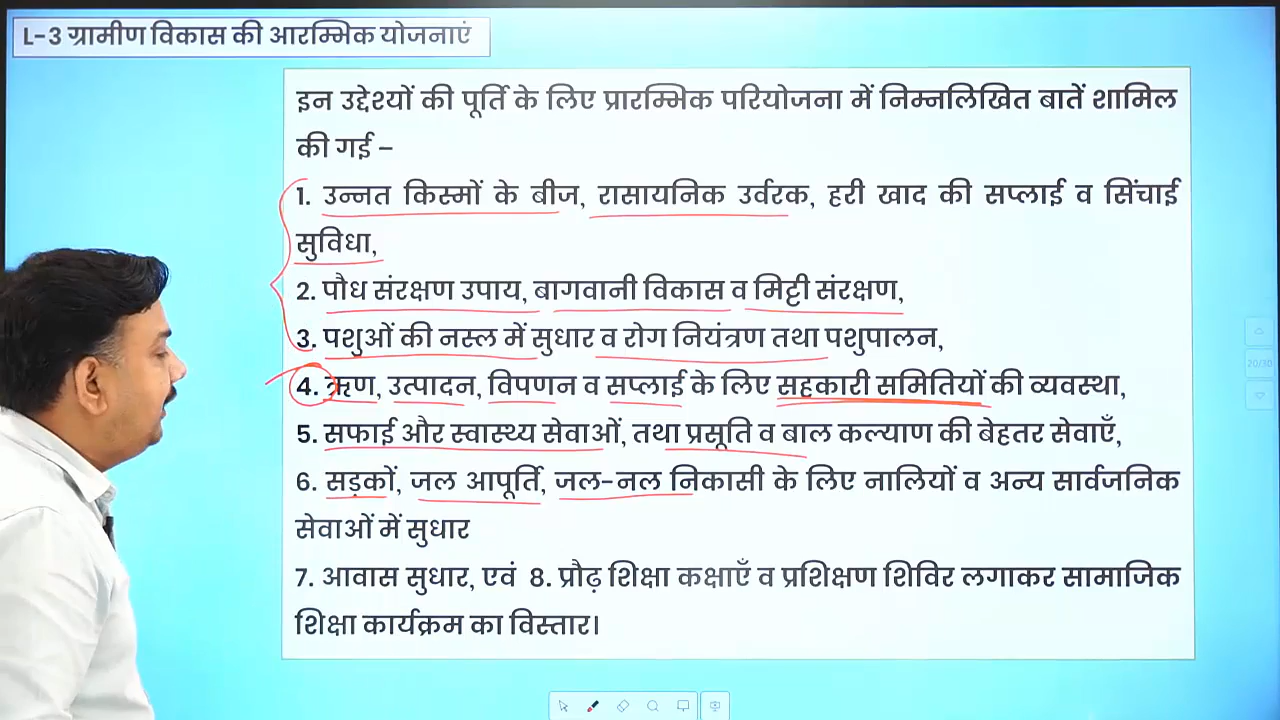 L-3 ग्रामीण विकास की आरम्भिक योजनाएं
इन उद्देश्यों की पूर्ति के लिए प्रारम्भिक परियोजना में निम्नलिखित बातें शामिल
की गई –
1. उन्नत किस्मों के बीज, रासायनिक उर्वरक, हरी खाद की सप्लाई व सिंचाई
सुविधा,
2. पौध संरक्षण उपाय, बागवानी विकास व मिट्टी संरक्षण,
3. पशुओं की नस्ल में सुधार व रोग नियंत्रण तथा पशुपालन,
4. ऋण, उत्पादन, विपणन व सप्लाई के लिए सहकारी समितियों की व्यवस्था,
5. सफाई और स्वास्थ्य सेवाओं, तथा प्रसूति व बाल कल्याण की बेहतर सेवाएँ,
6. सड़कों, जल आपूर्ति, जल-नल निकासी के लिए नालियों व अन्य सार्वजनिक
सेवाओं में सुधार
7. आवास सुधार, एवं 8. प्रौढ़ शिक्षा कक्षाएँ व प्रशिक्षण शिविर लगाकर सामाजिक
शिक्षा कार्यक्रम का विस्तार।
20/30